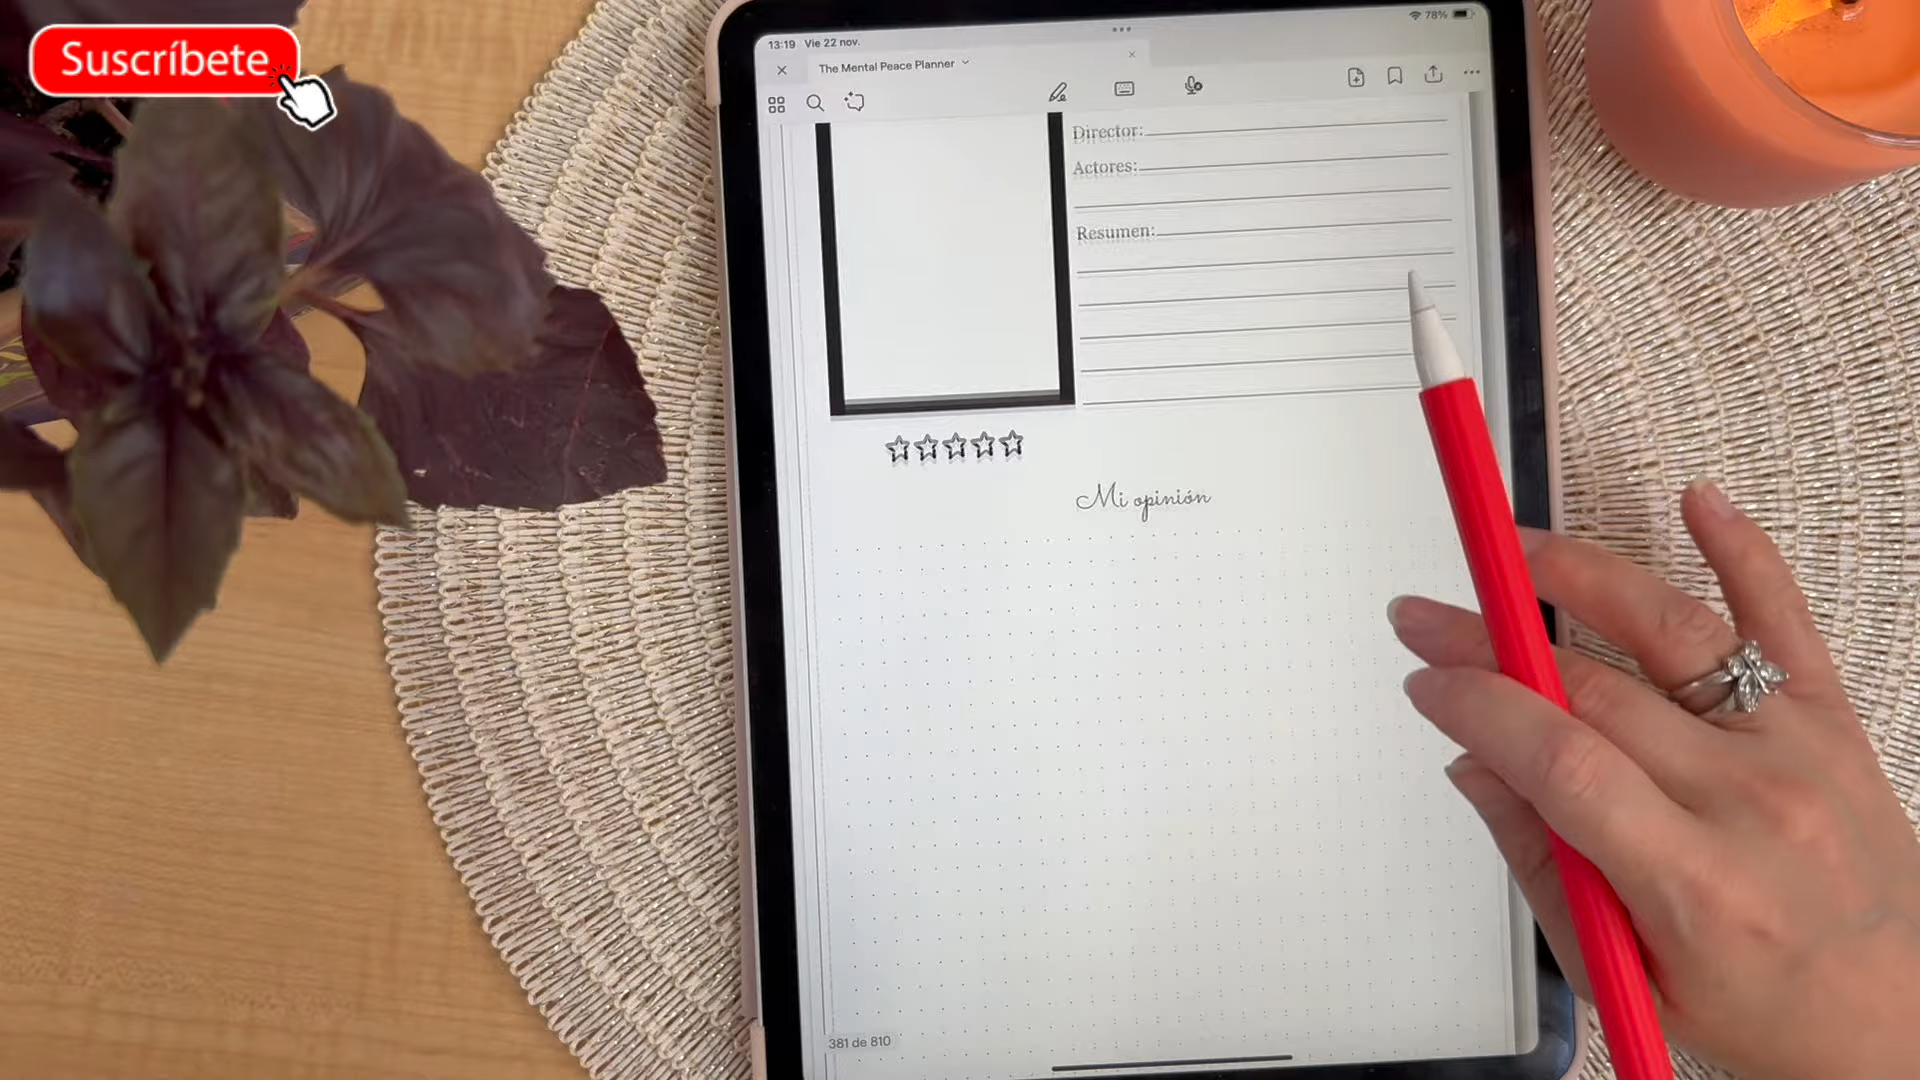 Suscríbete
13:19 Vie 22 nov.
78%
The Mental Peace Planner
Director:
Actores:
Resumen:
Mi opinión
381 de 810